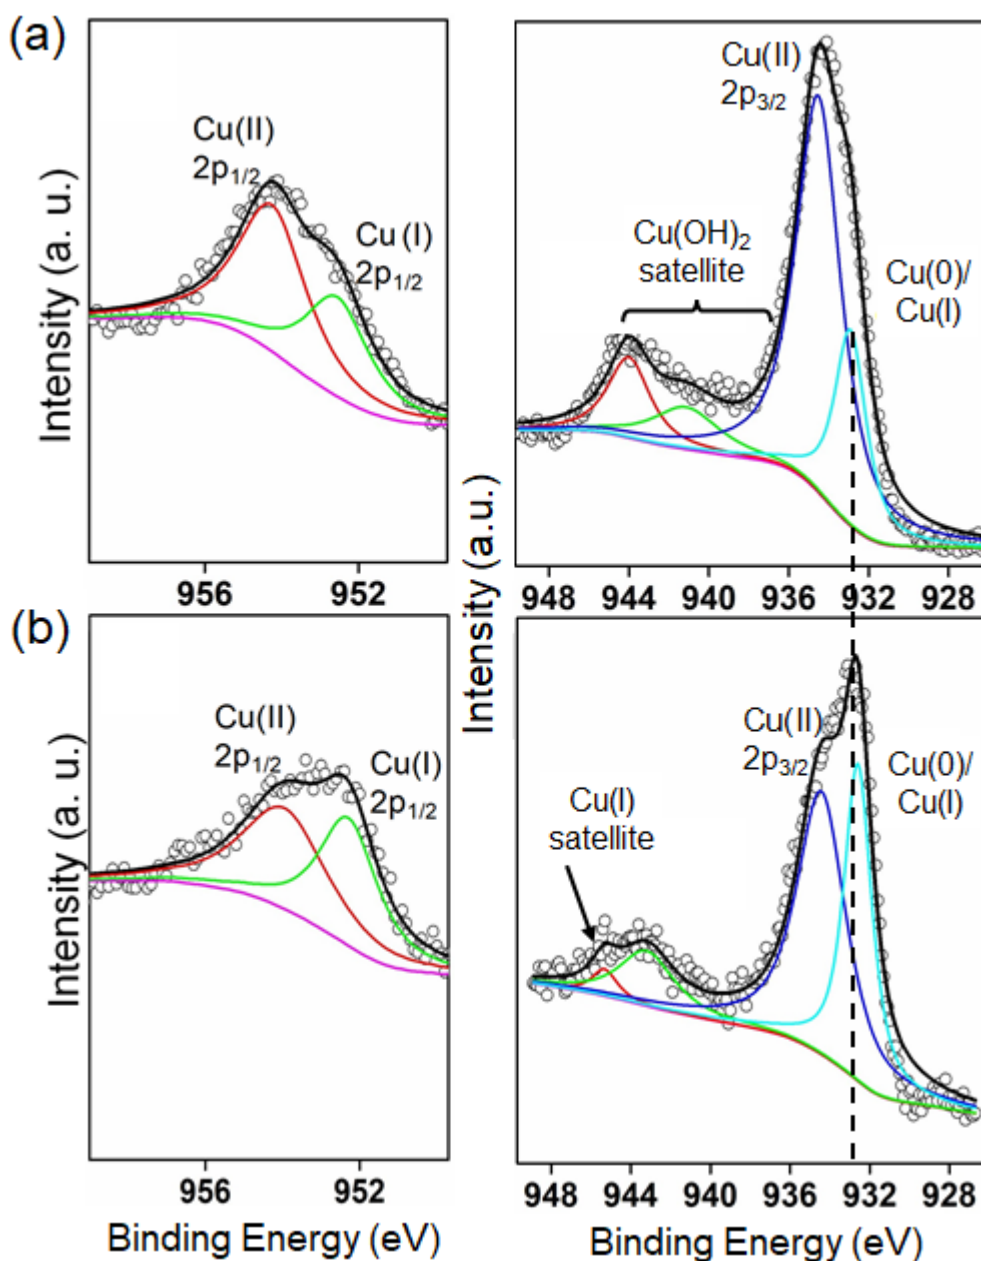 (a)
Intensity (a. u.)
Cu(II)
2p1/2
Cu (I)
2p1/2
956 952
Cu(II)
2p3/2
Cu(OH)2
satellite
Cu(0)/
Cu(I)
948 944 940 936 932 928
Intensity (a.u.)
(b)
Intensity (a. u.)
Cu(II)
2p1/2
Cu(I)
2p1/2
956 952
Binding Energy (eV)
Cu(I)
satellite
Cu(II)
2p3/2
Cu(0)/
Cu(I)
948 944 940 936 932 928
Binding Energy (eV)